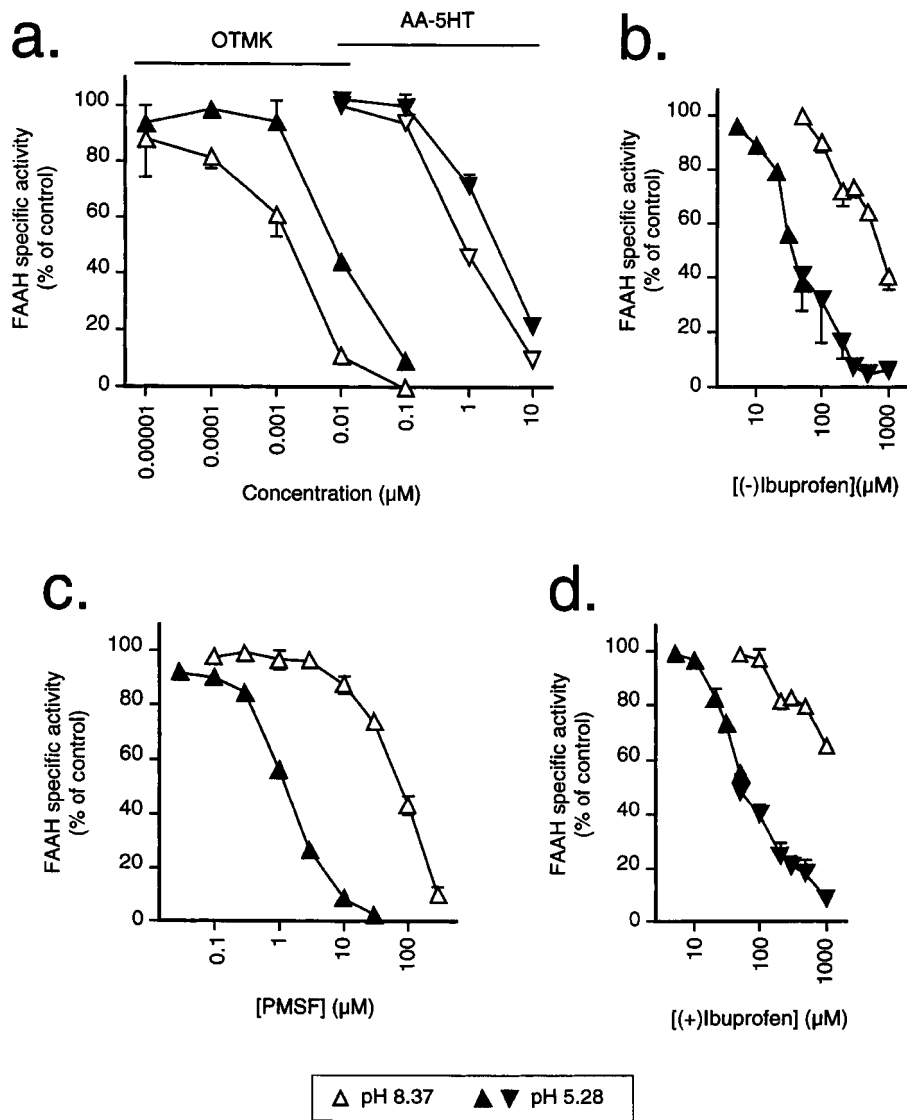 a.
OTMK
AA-5HT
FAAH specific activity
(% of control)
100
80
60
40
20
0
0.00001
0.0001
0.001
0.01
0.1
1
10
Concentration (µM)
b.
FAAH specific activity
(% of control)
100
80
60
40
20
0
10
100
1000
[(-)Ibuprofen](µM)
c.
FAAH specific activity
(% of control)
100
80
60
40
20
0
0.1
1
10
100
[PMSF] (µM)
d.
FAAH specific activity
(% of control)
100
80
60
40
20
0
10
100
1000
[(+)Ibuprofen] (µM)
pH 8.37
pH 5.28